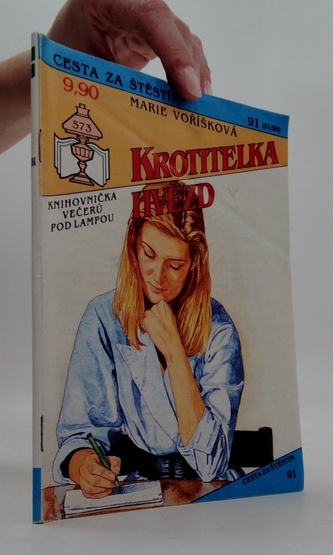 CESTA ZA ŠTĚSTÍM
91
9,90
MARIE VOŘÍŠKOVÁ
573
KROTITELKA
HVĚZD
KNIHOVNIČKA
VEČERŮ
POD LAMPOU
CESTA ZA ŠTĚSTÍM
91